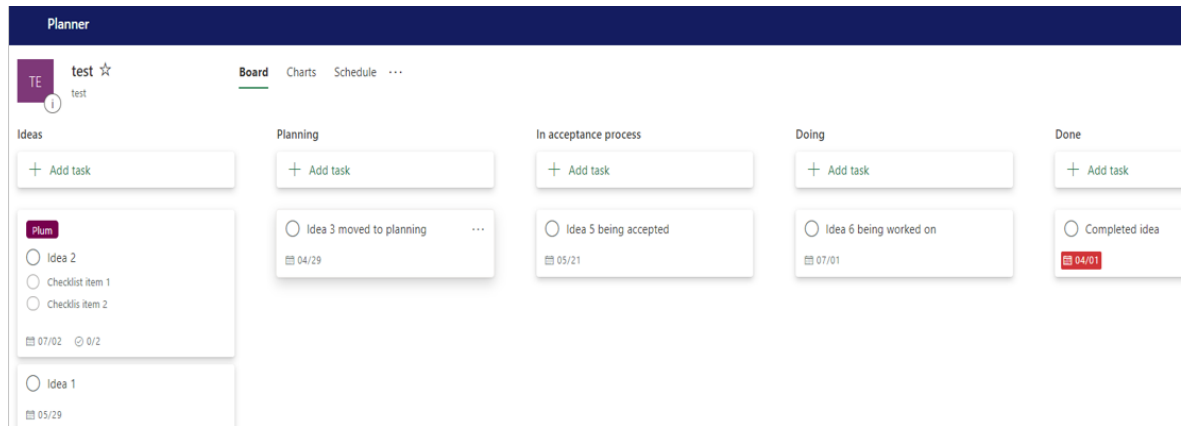 Planner
TE
test
test
Board Charts Schedule ...
Ideas
Add task
Plum
Idea 2
Checklist item 1
Checklis item 2
07/02 0/2
Idea 1
05/29
Planning
Add task
Idea 3 moved to planning ...
04/29
In acceptance process
Add task
Idea 5 being accepted
05/21
Doing
Add task
Idea 6 being worked on
07/01
Done
Add task
Completed idea
04/01